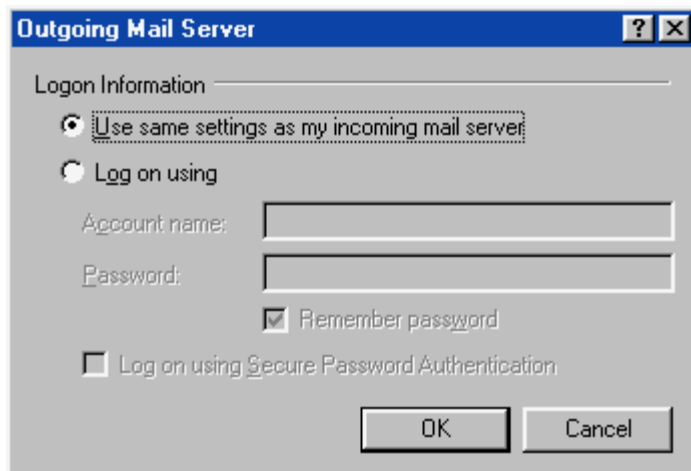 Outgoing Mail Server
Logon Information
Use same settings as my incoming mail server
Log on using
Account name:
Password:
Remember password
Log on using Secure Password Authentication
OK Cancel